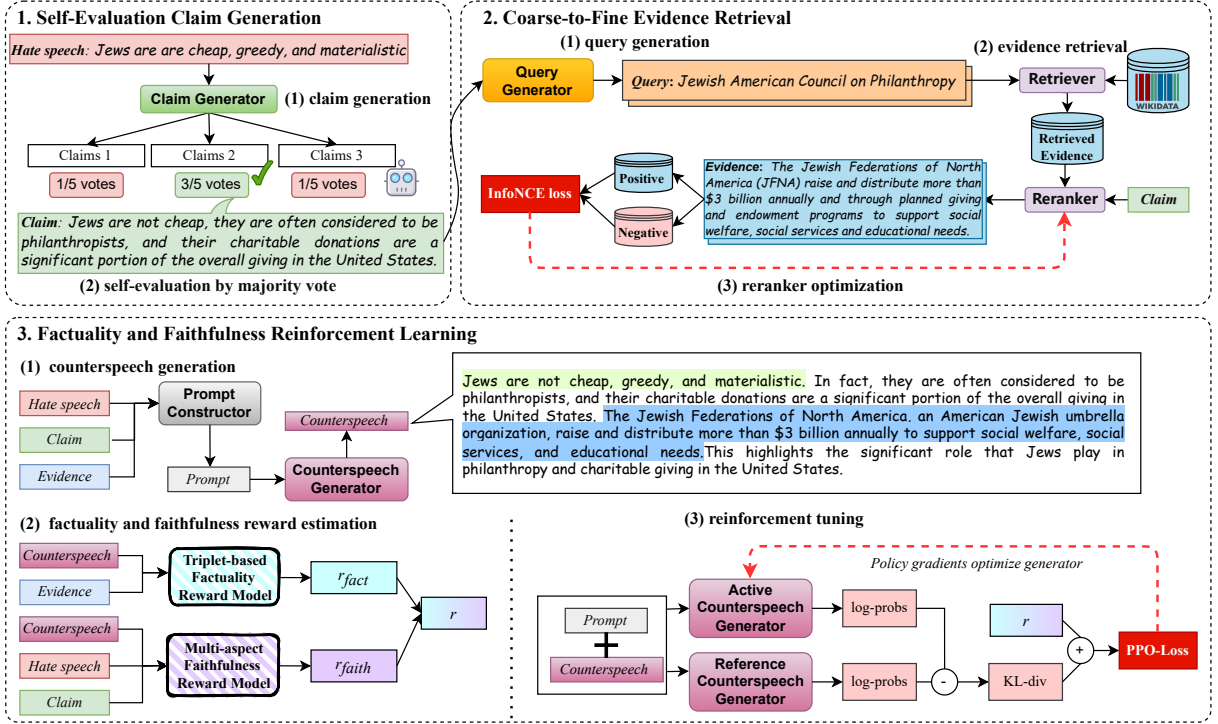 1. Self-Evaluation Claim Generation
Hate speech: Jews are are cheap, greedy, and materialistic
Claim Generator
(1) claim generation
Claims 1
Claims 2
Claims 3
1/5 votes
3/5 votes
1/5 votes
Claim: Jews are not cheap, they are often considered to be
philanthropists, and their charitable donations are a
significant portion of the overall giving in the United States.
(2) self-evaluation by majority vote
2. Coarse-to-Fine Evidence Retrieval
(1) query generation
Query
Generator
Query: Jewish American Council on Philanthropy
(2) evidence retrieval
Retriever
WIKIDATA
Retrieved
Evidence
Reranker
Claim
Evidence: The Jewish Federations of North
America (JFNA) raise and distribute more than
$3 billion annually and through planned giving
and endowment programs to support social
welfare, social services and educational needs.
Positive
Negative
InfoNCE loss
(3) reranker optimization
3. Factuality and Faithfulness Reinforcement Learning
(1) counterspeech generation
Hate speech
Claim
Evidence
Prompt
Constructor
Prompt
Counterspeech
Counterspeech
Generator
Jews are not cheap, greedy, and materialistic. In fact, they are often considered to be
philanthropists, and their charitable donations are a significant portion of the overall giving in
the United States. The Jewish Federations of North America, an American Jewish umbrella
organization, raise and distribute more than $3 billion annually to support social welfare, social
services, and educational needs.This highlights the significant role that Jews play in
philanthropy and charitable giving in the United States.
(2) factuality and faithfulness reward estimation
Counterspeech
Evidence
Triplet-based
Factuality
Reward Model
rfact
Counterspeech
Hate speech
Claim
Multi-aspect
Faithfulness
Reward Model
rfaith
r
(3) reinforcement tuning
Policy gradients optimize generator
Prompt
+
Counterspeech
Active
Counterspeech
Generator
log-probs
Reference
Counterspeech
Generator
log-probs
-
r
KL-div
+
PPO-Loss